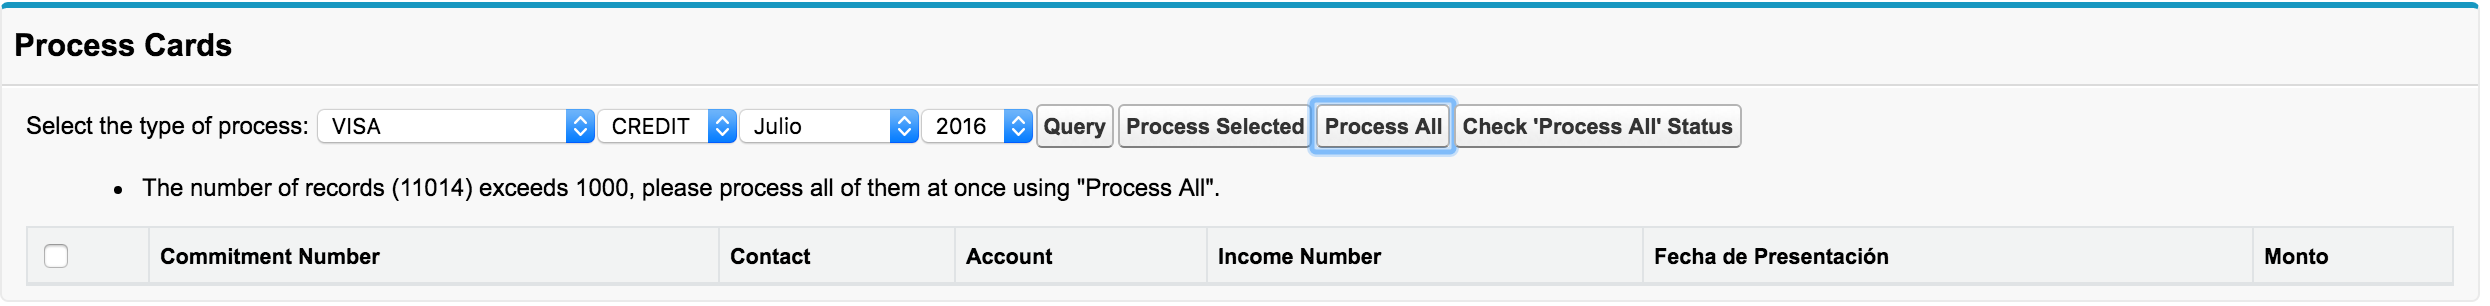 Process Cards
Select the type of process: VISA CREDIT Julio 2016 Query Process Selected Process All Check 'Process All' Status
• The number of records (11014) exceeds 1000, please process all of them at once using "Process All".
Commitment Number Contact Account Income Number Fecha de Presentación Monto